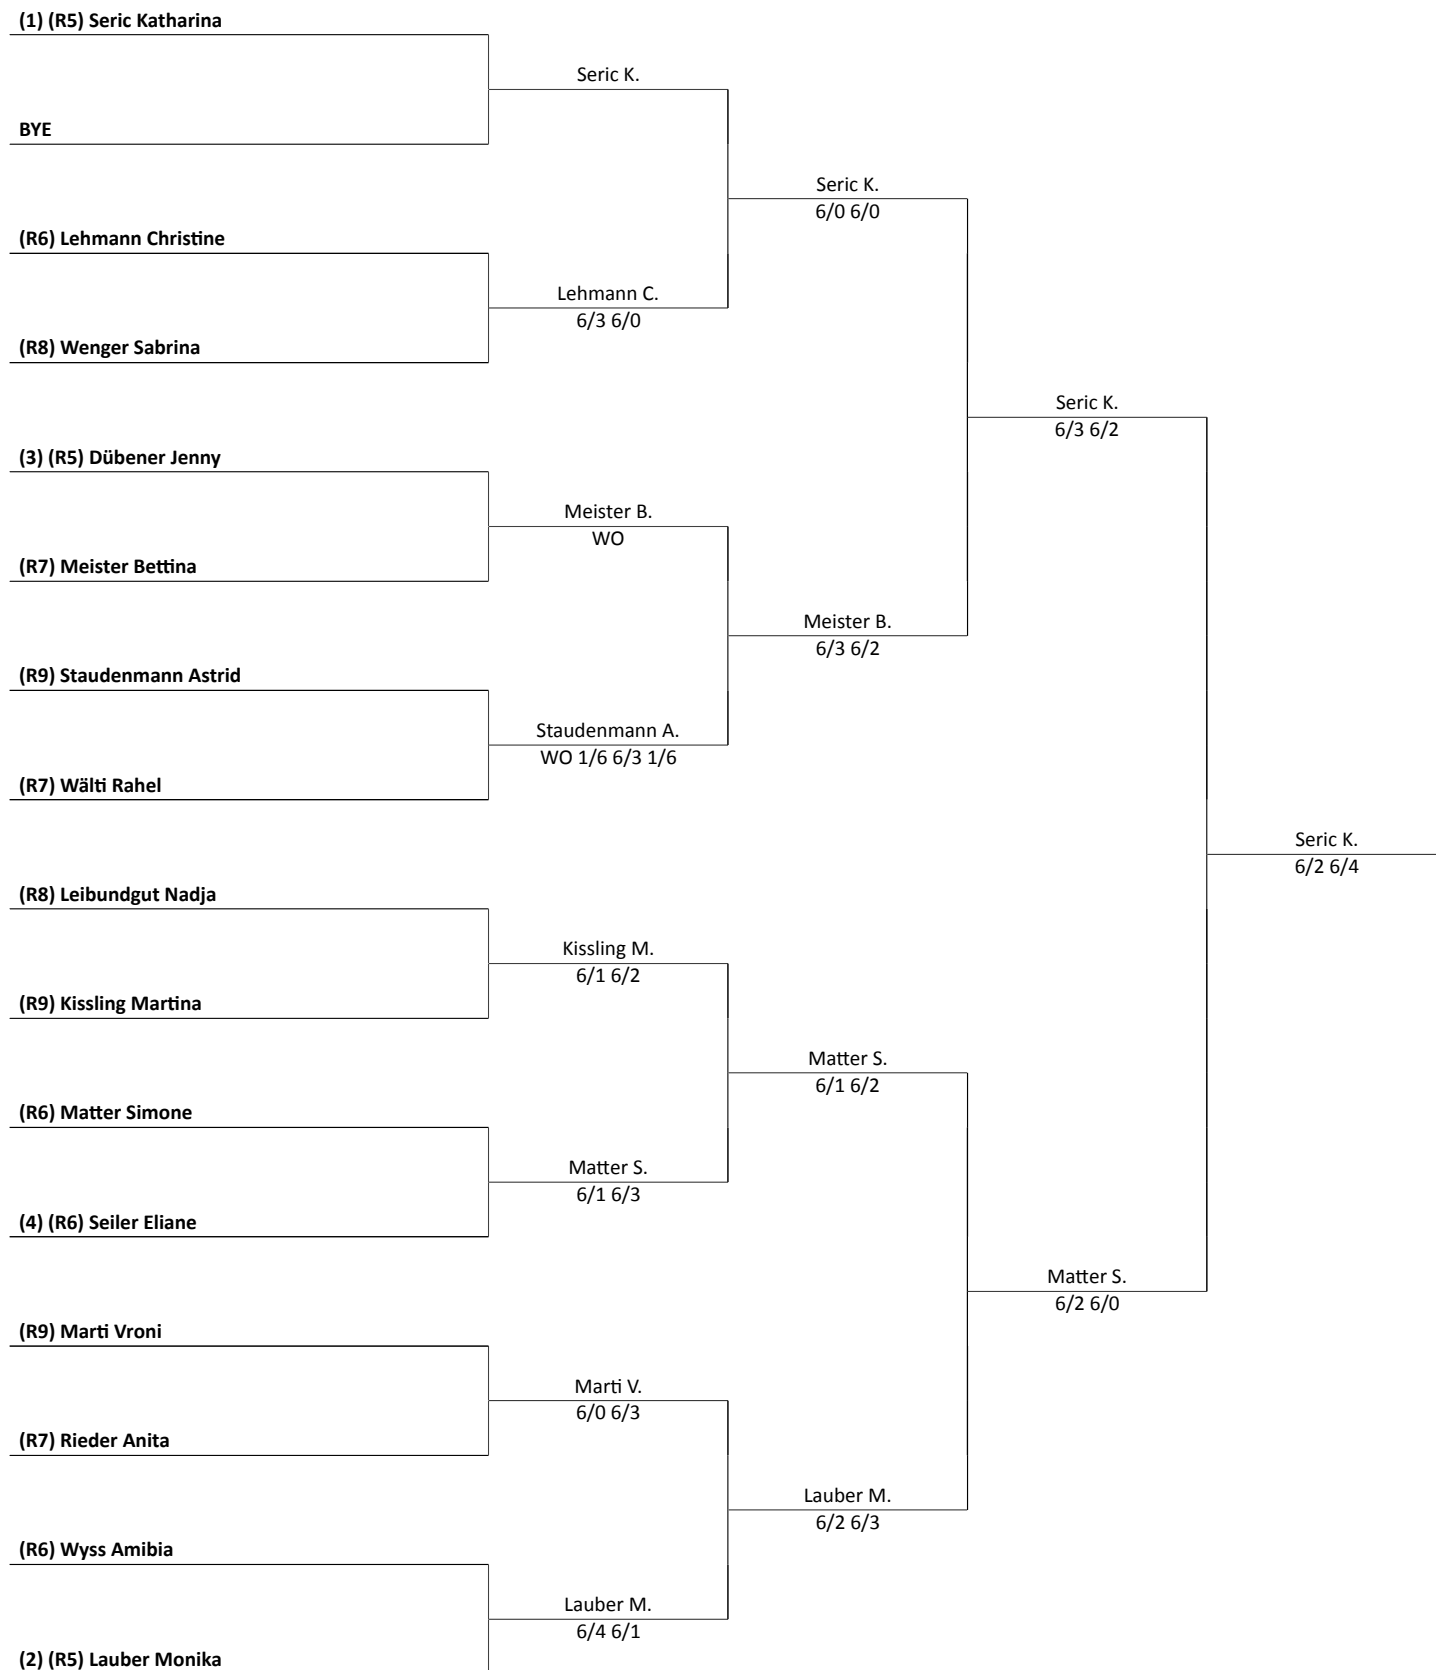 (1) (R5) Seric Katharina
Seric K.
BYE
Seric K.
6/0 6/0
(R6) Lehmann Christine
Lehmann C.
6/3 6/0
(R8) Wenger Sabrina
Seric K.
6/3 6/2
(3) (R5) Dübener Jenny
Meister B.
WO
(R7) Meister Bettina
Meister B.
6/3 6/2
(R9) Staudenmann Astrid
Staudenmann A.
WO 1/6 6/3 1/6
(R7) Wälti Rahel
Seric K.
6/2 6/4
(R8) Leibundgut Nadja
Kissling M.
6/1 6/2
(R9) Kissling Martina
Matter S.
6/1 6/2
(R6) Matter Simone
Matter S.
6/1 6/3
(4) (R6) Seiler Eliane
Matter S.
6/2 6/0
(R9) Marti Vroni
Marti V.
6/0 6/3
(R7) Rieder Anita
Lauber M.
6/2 6/3
(R6) Wyss Amibia
Lauber M.
6/4 6/1
(2) (R5) Lauber Monika